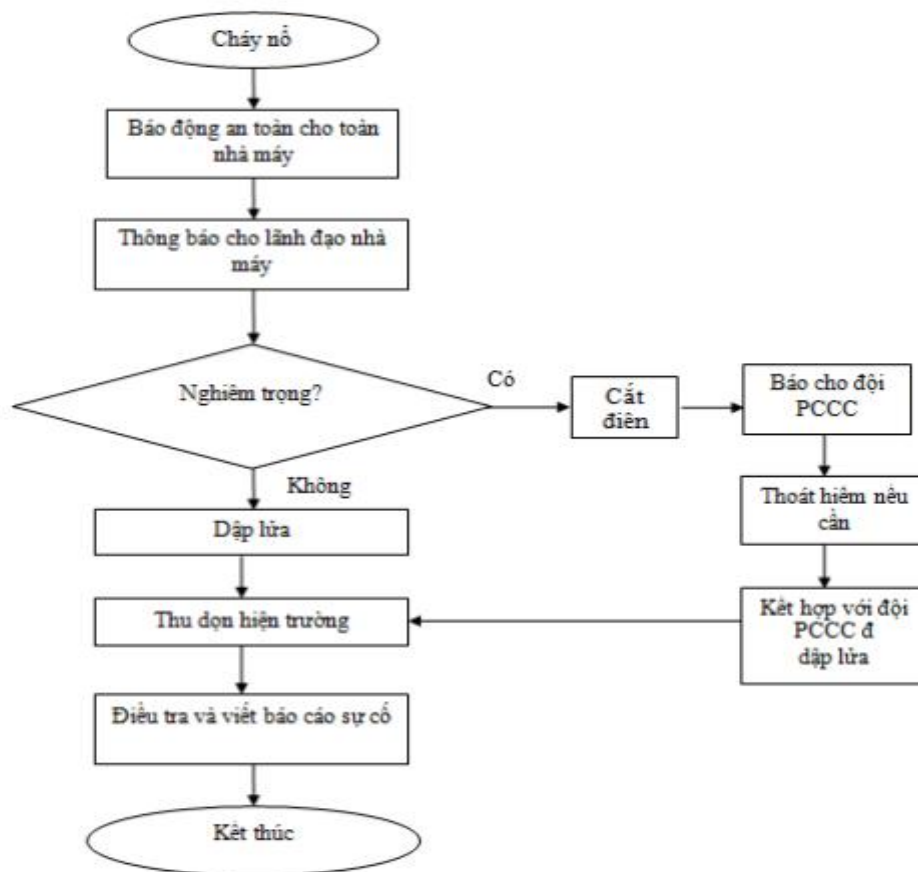 Cháy nổ
Báo động an toàn cho toàn
nhà máy
Thông báo cho lãnh đạo nhà
máy
Nghiêm trọng?
Có
Cắt
điên
Báo cho đội
PCCC
Không
Thoát hiêm nếu
cần
Dập lửa
Kết hợp với đội
PCCC đ
dập lửa
Thu dọn hiện trường
Điều tra và viết báo cáo sự cố
Kết thúc